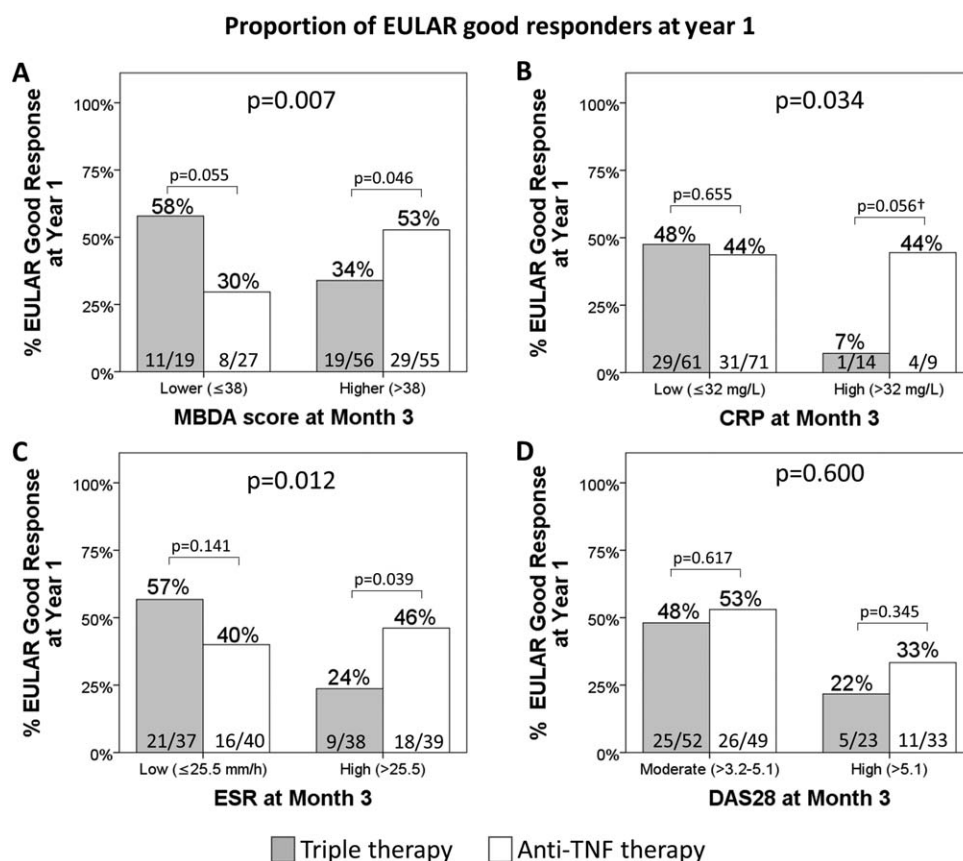 Proportion of EULAR good responders at year 1
A
% EULAR Good Response
at Year 1
100%
75%
50%
25%
0%
p=0.007
p=0.055
p=0.046
58%
30%
34%
53%
11/19
8/27
19/56
29/55
Lower (≤38)
Higher (>38)
MBDA score at Month 3
B
% EULAR Good Response
at Year 1
100%
75%
50%
25%
0%
p=0.034
p=0.655
p=0.056†
48%
44%
7%
44%
29/61
31/71
1/14
4/9
Low (≤32 mg/L)
High (>32 mg/L)
CRP at Month 3
C
% EULAR Good Response
at Year 1
100%
75%
50%
25%
0%
p=0.012
p=0.141
p=0.039
57%
40%
24%
46%
21/37
16/40
9/38
18/39
Low (≤25.5 mm/h)
High (>25.5)
ESR at Month 3
D
% EULAR Good Response
at Year 1
100%
75%
50%
25%
0%
p=0.600
p=0.617
p=0.345
48%
53%
22%
33%
25/52
26/49
5/23
11/33
Moderate (>3.2-5.1)
High (>5.1)
DAS28 at Month 3
Triple therapy
Anti-TNF therapy